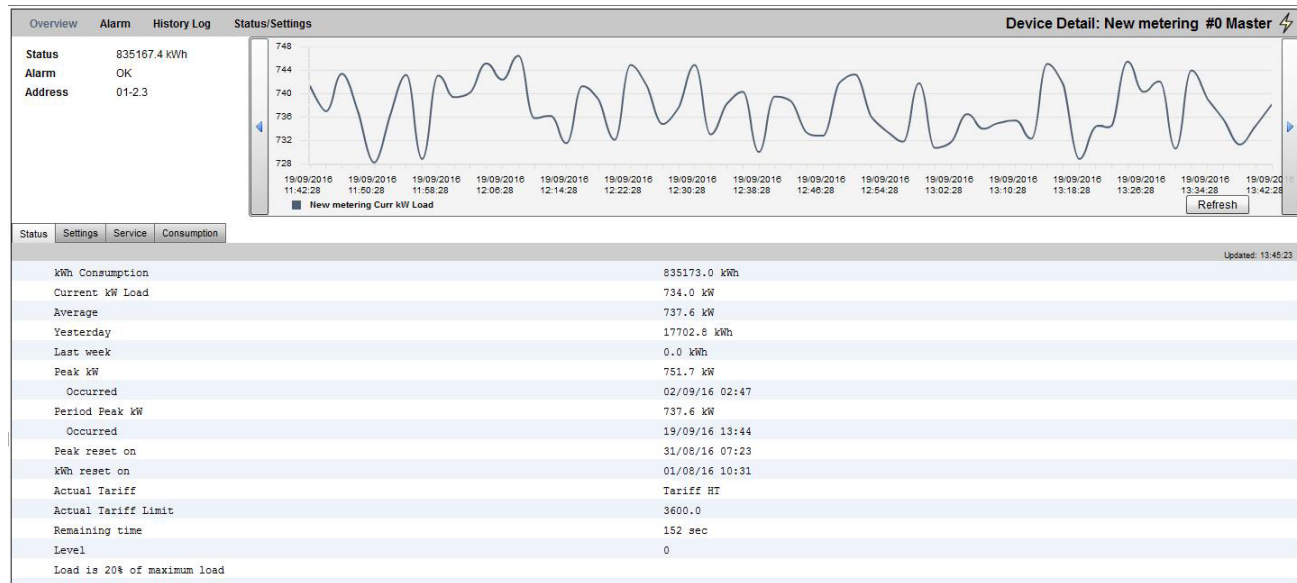 Overview Alarm History Log Status/Settings Device Detail: New metering #0 Master
Status 835167.4 kWh
Alarm OK
Address 01-2.3
748
744
740
736
732
728
19/09/2016 19/09/2016 19/09/2016 19/09/2016 19/09/2016 19/09/2016 19/09/2016 19/09/2016 19/09/2016 19/09/2016 19/09/2016 19/09/2016 19/09/2016 19/09/2016 19/09/2016 19/09/2016
11:42:28 11:50:28 11:58:28 12:06:28 12:14:28 12:22:28 12:30:28 12:38:28 12:46:28 12:54:28 13:02:28 13:10:28 13:18:28 13:26:28 13:34:28 13:42:28
New metering Curr kW Load Refresh
Status Settings Service Consumption
Updated: 13:45:23
kWh Consumption 835173.0 kWh
Current kW Load 734.0 kW
Average 737.6 kW
Yesterday 17702.8 kWh
Last week 0.0 kWh
Peak kW 751.7 kW
Occurred 02/09/16 02:47
Period Peak kW 737.6 kW
Occurred 19/09/16 13:44
Peak reset on 31/08/16 07:23
kWh reset on 01/08/16 10:31
Actual Tariff Tariff HT
Actual Tariff Limit 3600.0
Remaining time 152 sec
Level 0
Load is 20% of maximum load